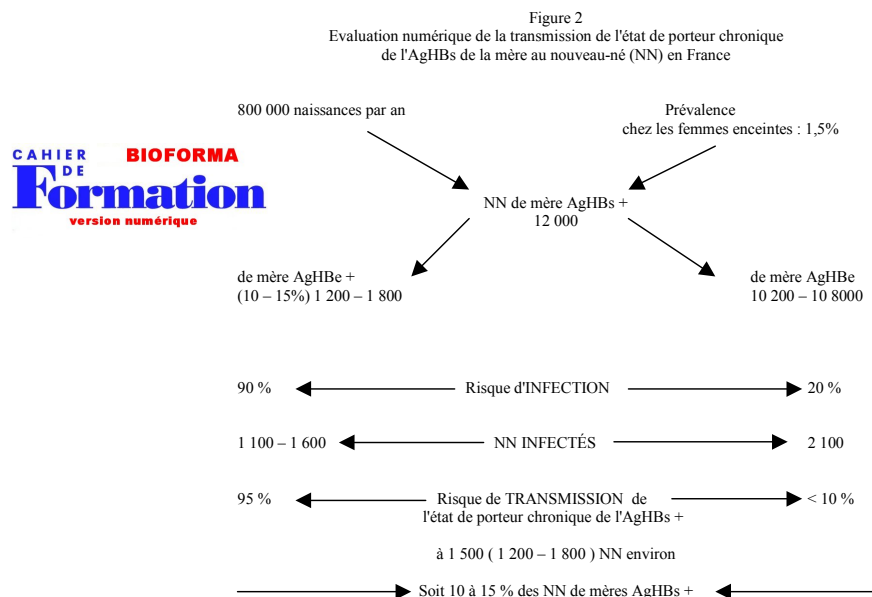 Figure 2
Evaluation numérique de la transmission de l'état de porteur chronique
de l'AgHBs de la mère au nouveau-né (NN) en France
800 000 naissances par an
Prévalence
chez les femmes enceintes : 1,5%
CAHIER BIOFORMA
DE
Formation
version numérique
NN de mère AgHBs +
12 000
de mère AgHBe +
(10 – 15%) 1 200 – 1 800
de mère AgHBe
10 200 – 10 8000
90 % Risque d'INFECTION 20 %
1 100 – 1 600 NN INFECTÉS 2 100
95 % Risque de TRANSMISSION de < 10 %
l'état de porteur chronique de l'AgHBs +
à 1 500 ( 1 200 – 1 800 ) NN environ
Soit 10 à 15 % des NN de mères AgHBs +